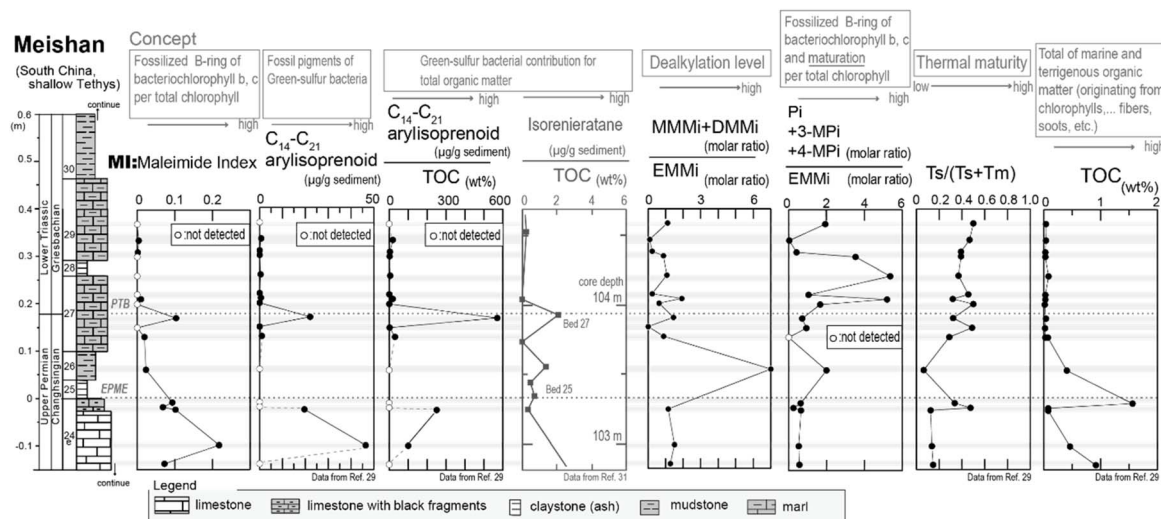 Meishan
(South China,
shallow Tethys)
Concept
Fossilized B-ring of
bacteriochlorophyll b, c
per total chlorophyll
high
Fossil pigments of
Green-sulfur bacteria
high
Green-sulfur bacterial contribution for
total organic matter
high
high
Dealkylation level
high
Fossilized B-ring of
bacteriochlorophyll b, c
and maturation
per total chlorophyll
high
Thermal maturity
low
high
Total of marine and
terrigenous organic
matter (originating from
chlorophylls,... fibers,
soots, etc.)
high
continue
0.6
(m)
0.5
0.4
0.3
0.2
0.1
0
-0.1
Lower Triassic
Griesbachian
Upper Permian
Changhsingian
30
29
28
27
26
25
24
e
PTB
EPME
continue
MI:Maleimide Index
0 0.1 0.2
C14-C21
arylisoprenoid
(µg/g sediment)
0 50
:not detected
Data from Ref. 29
C14-C21
arylisoprenoid
(µg/g sediment)
TOC (wt%)
0 200 400 600
:not detected
Data from Ref. 29
Isorenieratane
(µg/g sediment)
TOC (wt%)
0 2 4 6
core depth
104 m
Bed 27
Bed 25
103 m
Data from Ref. 31
MMMi+DMMi
(molar ratio)
EMMi (molar ratio)
0 1 2 3 4 5 6 7
Pi
+3-MPi
+4-MPi (molar ratio)
EMMi (molar ratio)
0 2 4 6
:not detected
Ts/(Ts+Tm)
0 0.2 0.4 0.6 0.8 1.0
Data from Ref. 29
TOC(wt%)
0 1 2
Data from Ref. 29
Legend
limestone
limestone with black fragments
claystone (ash)
mudstone
marl